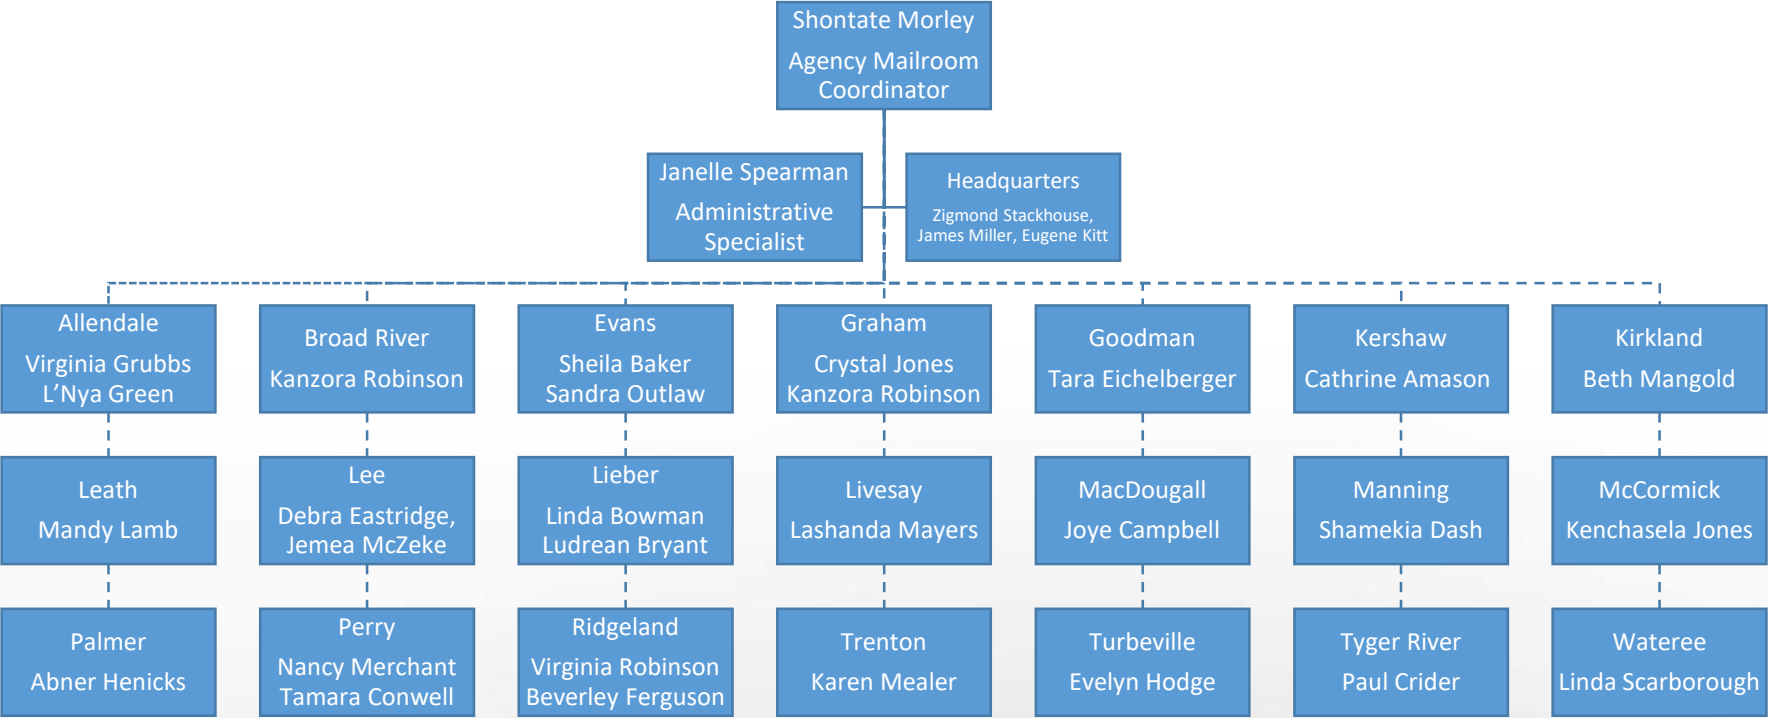 Shontate Morley
Agency Mailroom
Coordinator
Janelle Spearman
Administrative
Specialist
Headquarters
Zigmond Stackhouse,
James Miller, Eugene Kitt
Allendale
Virginia Grubbs
L’Nya Green
Broad River
Kanzora Robinson
Evans
Sheila Baker
Sandra Outlaw
Graham
Crystal Jones
Kanzora Robinson
Goodman
Tara Eichelberger
Kershaw
Cathrine Amason
Kirkland
Beth Mangold
Leath
Mandy Lamb
Lee
Debra Eastridge,
Jemea McZeke
Lieber
Linda Bowman
Ludrean Bryant
Livesay
Lashanda Mayers
MacDougall
Joye Campbell
Manning
Shamekia Dash
McCormick
Kenchasela Jones
Palmer
Abner Henicks
Perry
Nancy Merchant
Tamara Conwell
Ridgeland
Virginia Robinson
Beverley Ferguson
Trenton
Karen Mealer
Turbeville
Evelyn Hodge
Tyger River
Paul Crider
Wateree
Linda Scarborough